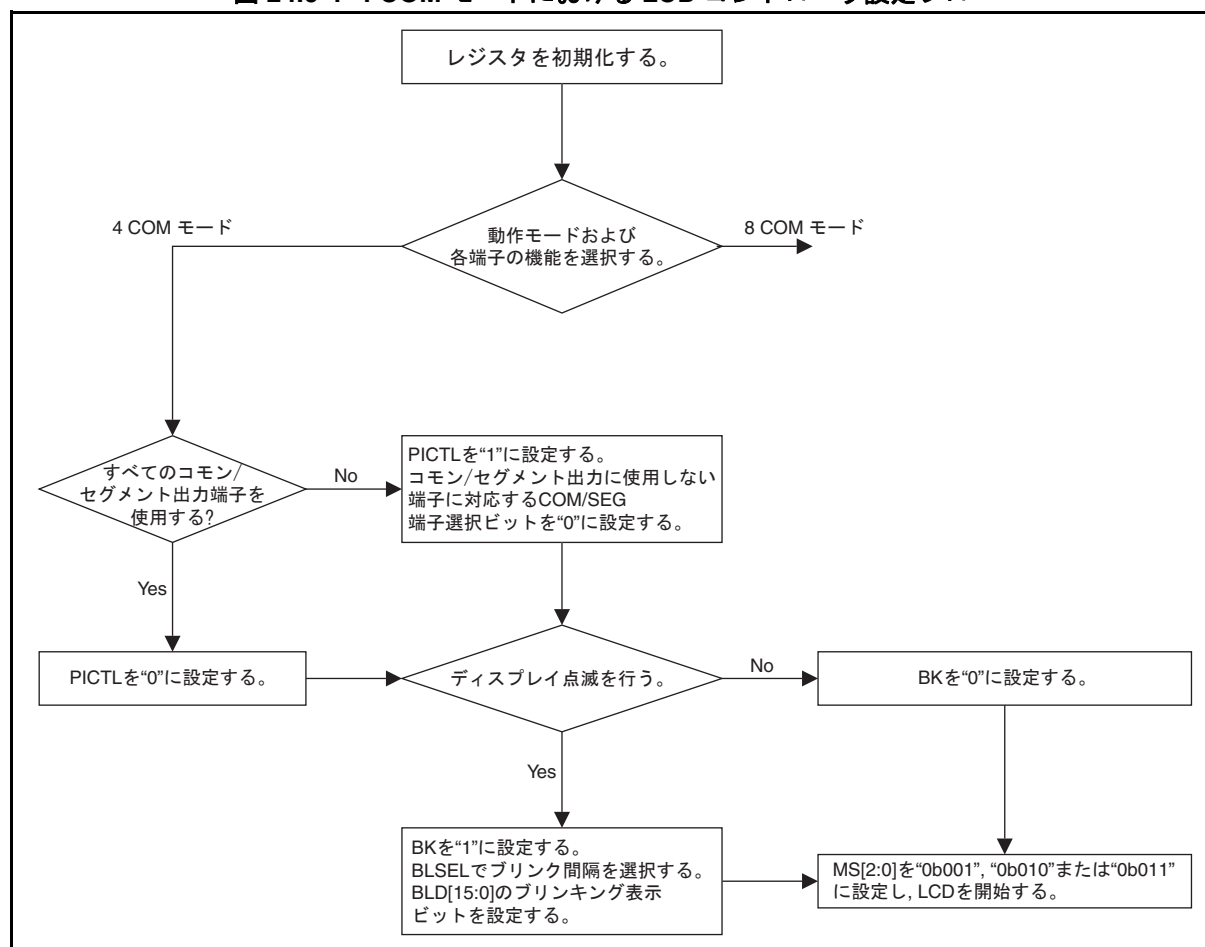 レジスタを初期化する。
4 COM モード
動作モードおよび
各端子の機能を選択する。
8 COM モード
すべてのコモン/
セグメント出力端子を
使用する?
No
PICTLを“1”に設定する。
コモン/セグメント出力に使用しない
端子に対応するCOM/SEG
端子選択ビットを“0”に設定する。
Yes
PICTLを“0”に設定する。
ディスプレイ点滅を行う。
No
BKを“0”に設定する。
Yes
BKを“1”に設定する。
BLSELでブリンク間隔を選択する。
BLD[15:0]のブリンキング表示
ビットを設定する。
MS[2:0]を“0b001”, “0b010”または“0b011”
に設定し, LCDを開始する。